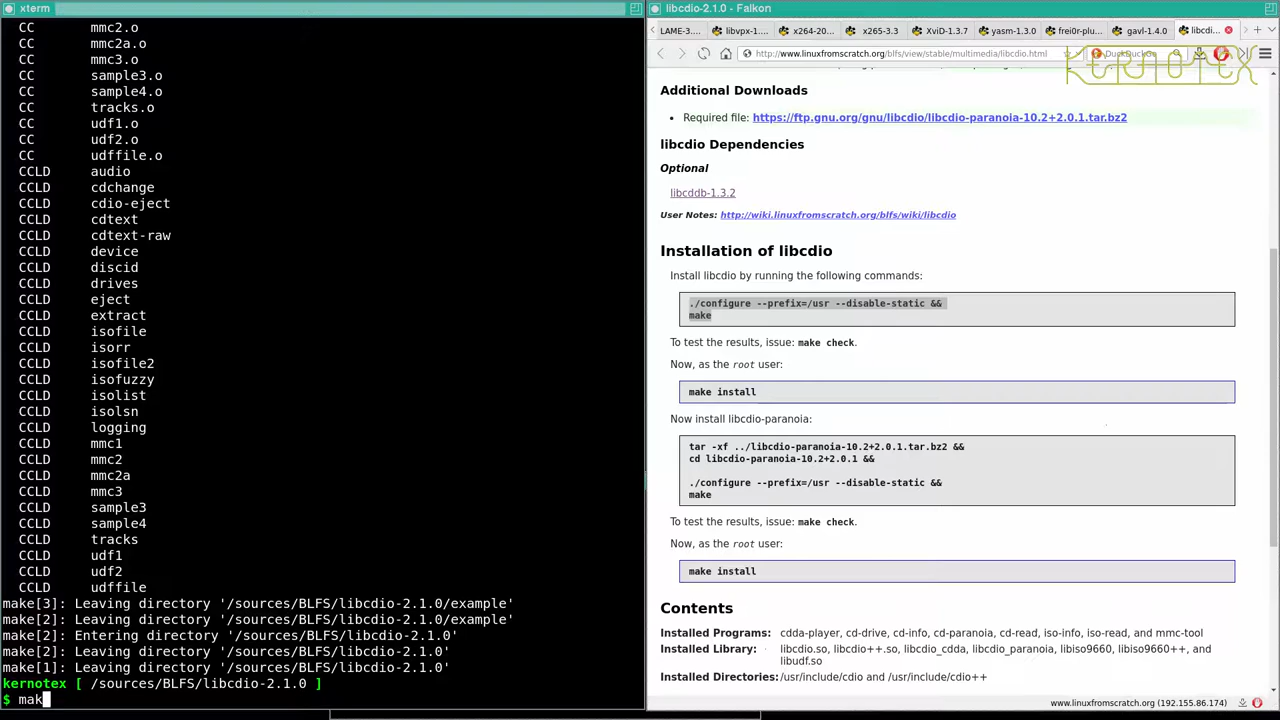 xterm
CC mmc2.o
CC mmc2a.o
CC mmc3.o
CC sample3.o
CC sample4.o
CC tracks.o
CC udf1.o
CC udf2.o
CC udffile.o
CCLD audio
CCLD cdchange
CCLD cdio-eject
CCLD cdtext
CCLD cdtext-raw
CCLD device
CCLD discid
CCLD drives
CCLD eject
CCLD extract
CCLD isofile
CCLD isorr
CCLD isofile2
CCLD isofuzzy
CCLD isolist
CCLD isolsn
CCLD logging
CCLD mmc1
CCLD mmc2
CCLD mmc2a
CCLD mmc3
CCLD sample3
CCLD sample4
CCLD tracks
CCLD udf1
CCLD udf2
CCLD udffile
make[3]: Leaving directory '/sources/BLFS/libcdio-2.1.0/example'
make[2]: Leaving directory '/sources/BLFS/libcdio-2.1.0/example'
make[2]: Entering directory '/sources/BLFS/libcdio-2.1.0'
make[2]: Leaving directory '/sources/BLFS/libcdio-2.1.0'
make[1]: Leaving directory '/sources/BLFS/libcdio-2.1.0'
kernotex [ /sources/BLFS/libcdio-2.1.0 ]
$ mak
libcdio-2.1.0 - Falkon
LAME-3.... libvpx-1.... x264-20... x265-3.3 XviD-1.3.7 yasm-1.3.0 frei0r-plu... gavl-1.4.0 libcdi...
http://www.linuxfromscratch.org/blfs/view/stable/multimedia/libcdio.html DuckDuckGo
KERNOTEX
Additional Downloads
• Required file: https://ftp.gnu.org/gnu/libcdio/libcdio-paranoia-10.2+2.0.1.tar.bz2
libcdio Dependencies
Optional
libcddb-1.3.2
User Notes: http://wiki.linuxfromscratch.org/blfs/wiki/libcdio
Installation of libcdio
Install libcdio by running the following commands:
./configure --prefix=/usr --disable-static &&
make
To test the results, issue: make check.
Now, as the root user:
make install
Now install libcdio-paranoia:
tar -xf ../libcdio-paranoia-10.2+2.0.1.tar.bz2 &&
cd libcdio-paranoia-10.2+2.0.1 &&
./configure --prefix=/usr --disable-static &&
make
To test the results, issue: make check.
Now, as the root user:
make install
Contents
Installed Programs: cdda-player, cd-drive, cd-info, cd-paranoia, cd-read, iso-info, iso-read, and mmc-tool
Installed Library: libcdio.so, libcdio++.so, libcdio_cdda, libcdio_paranoia, libiso9660, libiso9660++, and
libudf.so
Installed Directories: /usr/include/cdio and /usr/include/cdio++
www.linuxfromscratch.org (192.155.86.174)